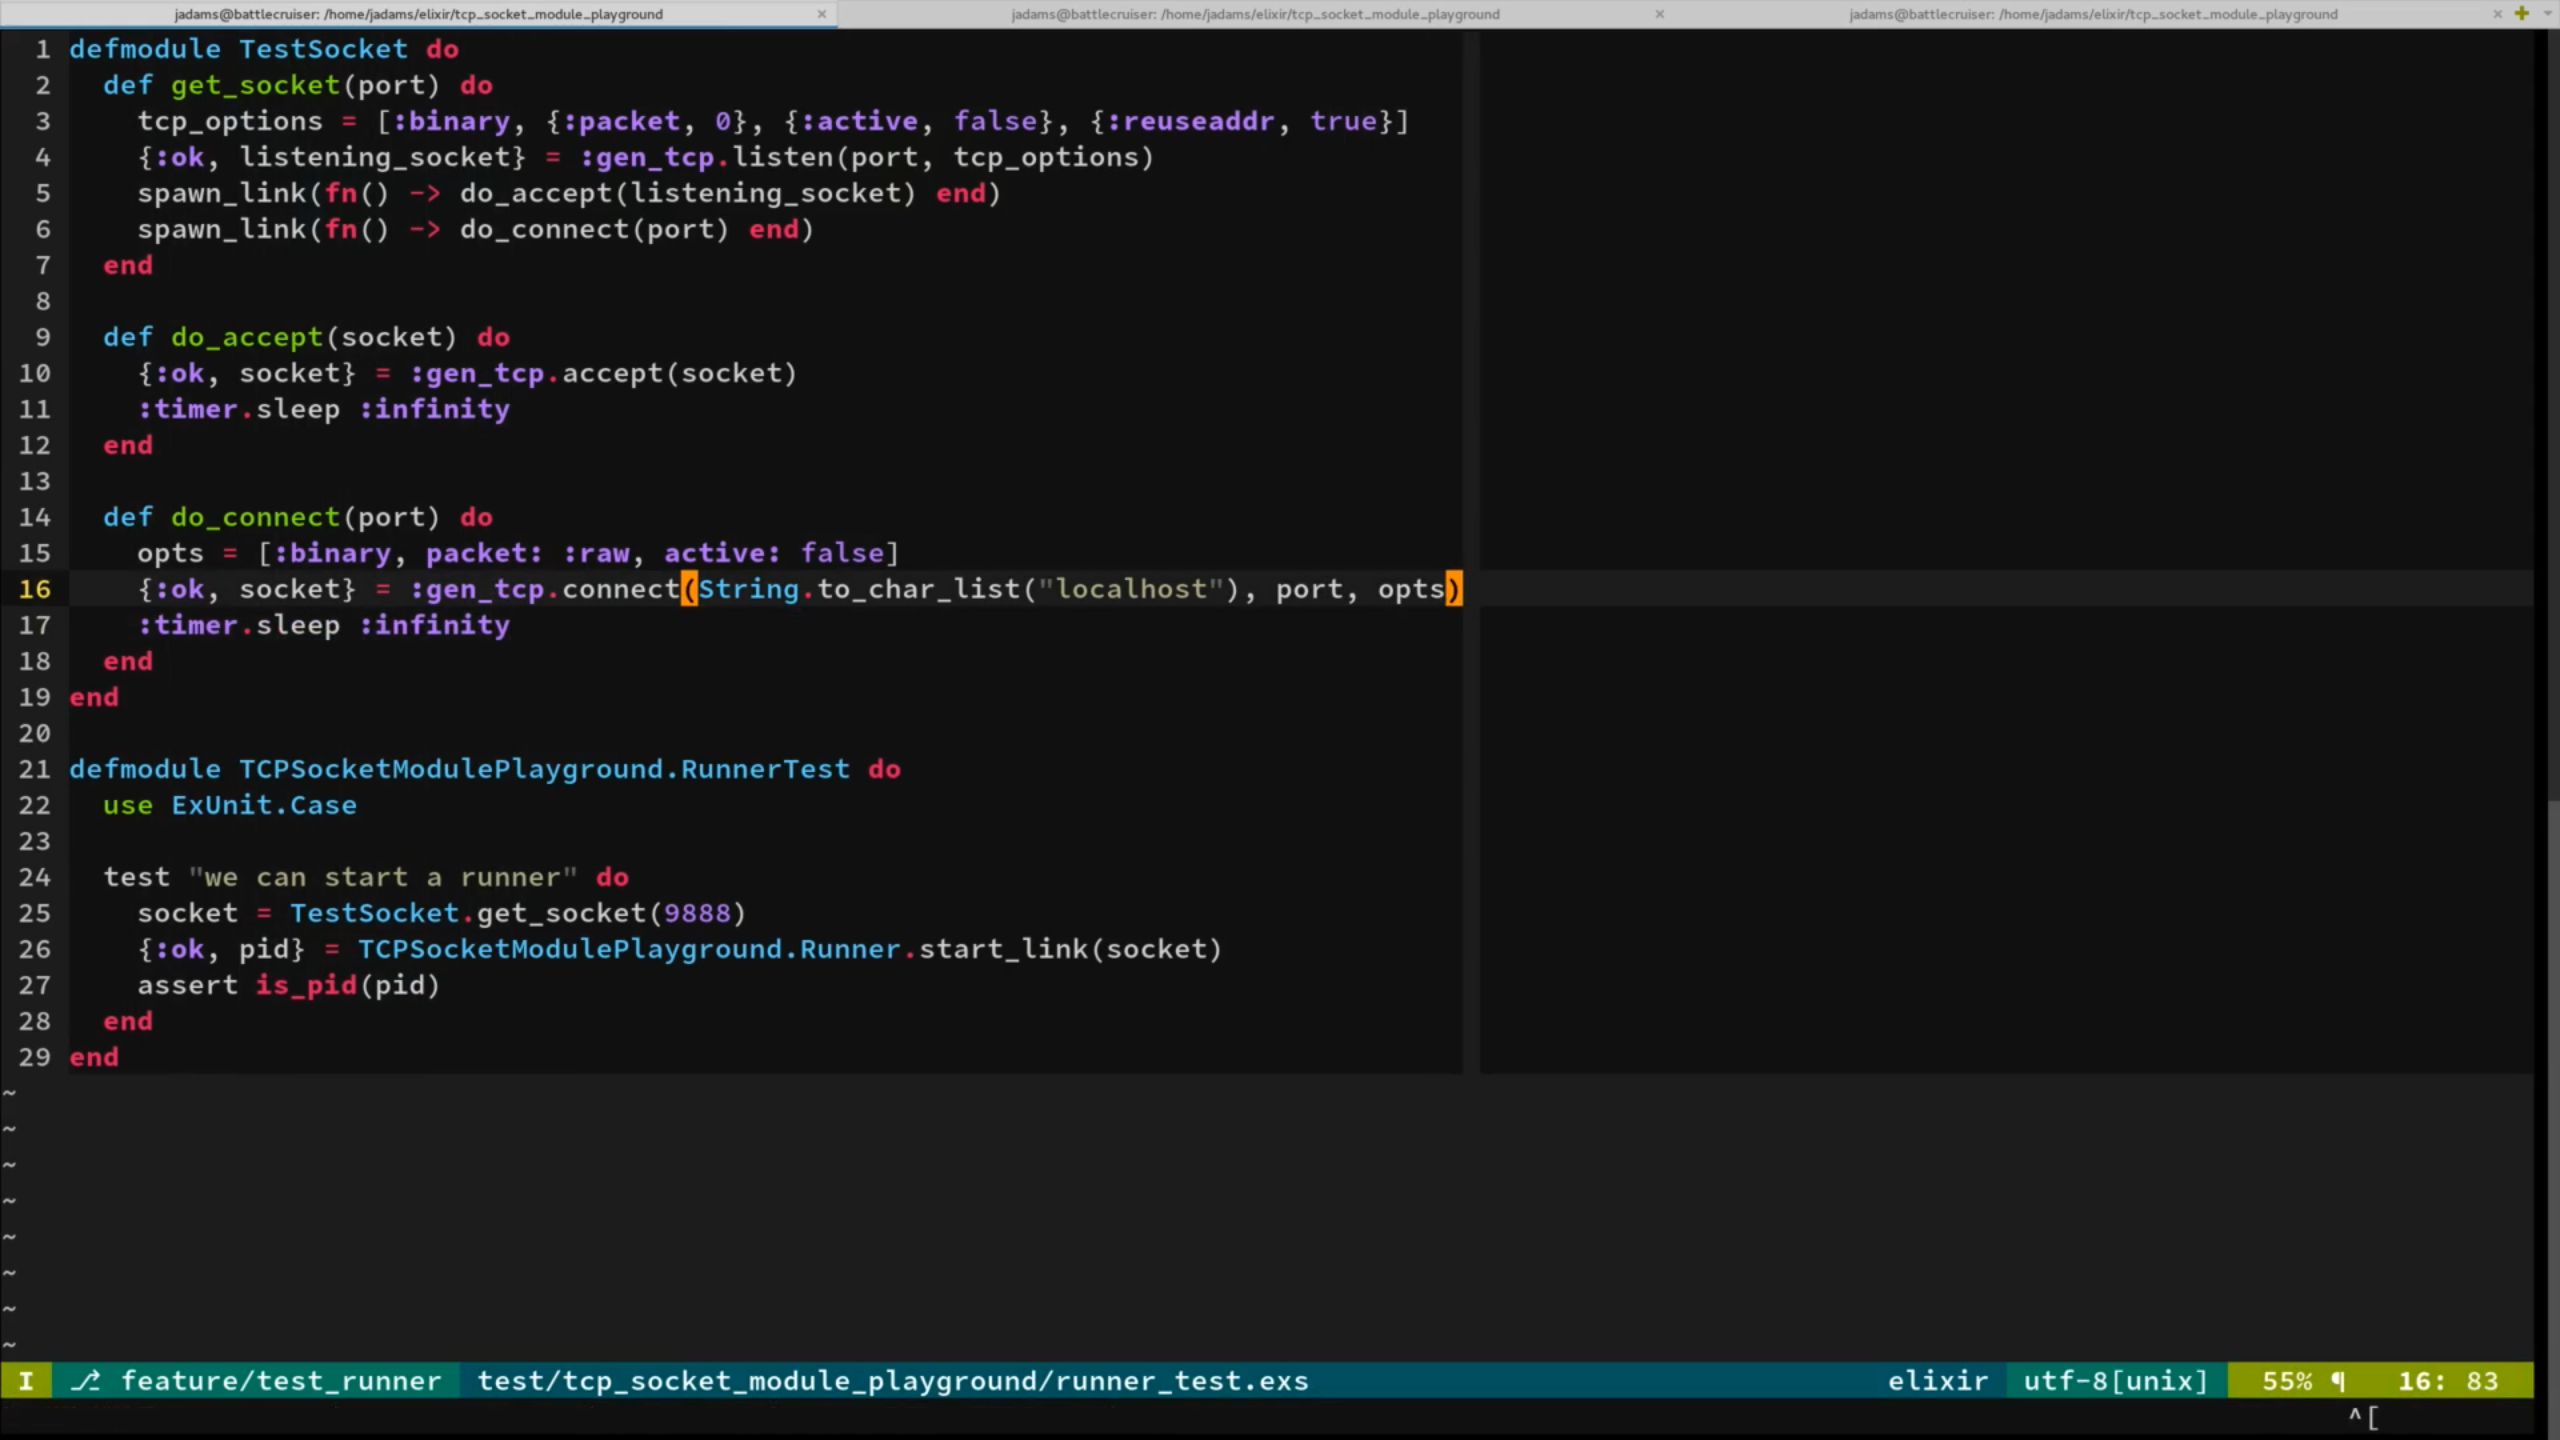 jadams@battlecruiser: /home/jadams/elixir/tcp_socket_module_playground × jadams@battlecruiser: /home/jadams/elixir/tcp_socket_module_playground × jadams@battlecruiser: /home/jadams/elixir/tcp_socket_module_playground ×
1 defmodule TestSocket do
2   def get_socket(port) do
3     tcp_options = [:binary, {:packet, 0}, {:active, false}, {:reuseaddr, true}]
4     {:ok, listening_socket} = :gen_tcp.listen(port, tcp_options)
5     spawn_link(fn() -> do_accept(listening_socket) end)
6     spawn_link(fn() -> do_connect(port) end)
7   end
8
9   def do_accept(socket) do
10     {:ok, socket} = :gen_tcp.accept(socket)
11     :timer.sleep :infinity
12   end
13
14   def do_connect(port) do
15     opts = [:binary, packet: :raw, active: false]
16     {:ok, socket} = :gen_tcp.connect(String.to_char_list("localhost"), port, opts)
17     :timer.sleep :infinity
18   end
19 end
20
21 defmodule TCPSocketModulePlayground.RunnerTest do
22   use ExUnit.Case
23
24   test "we can start a runner" do
25     socket = TestSocket.get_socket(9888)
26     {:ok, pid} = TCPSocketModulePlayground.Runner.start_link(socket)
27     assert is_pid(pid)
28   end
29 end
~
~
~
~
~
~
~
~
I ⎇ feature/test_runner test/tcp_socket_module_playground/runner_test.exs elixir utf-8[unix] 55% ¶ 16: 83
^[